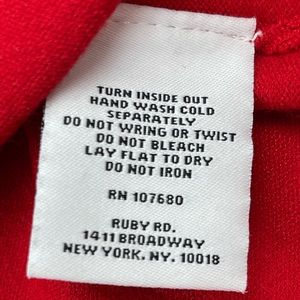 TURN INSIDE OUT
HAND WASH COLD
SEPARATELY
DO NOT WRING OR TWIST
DO NOT BLEACH
LAY FLAT TO DRY
DO NOT IRON
RN 107680
RUBY RD.
1411 BROADWAY
NEW YORK, NY. 10018